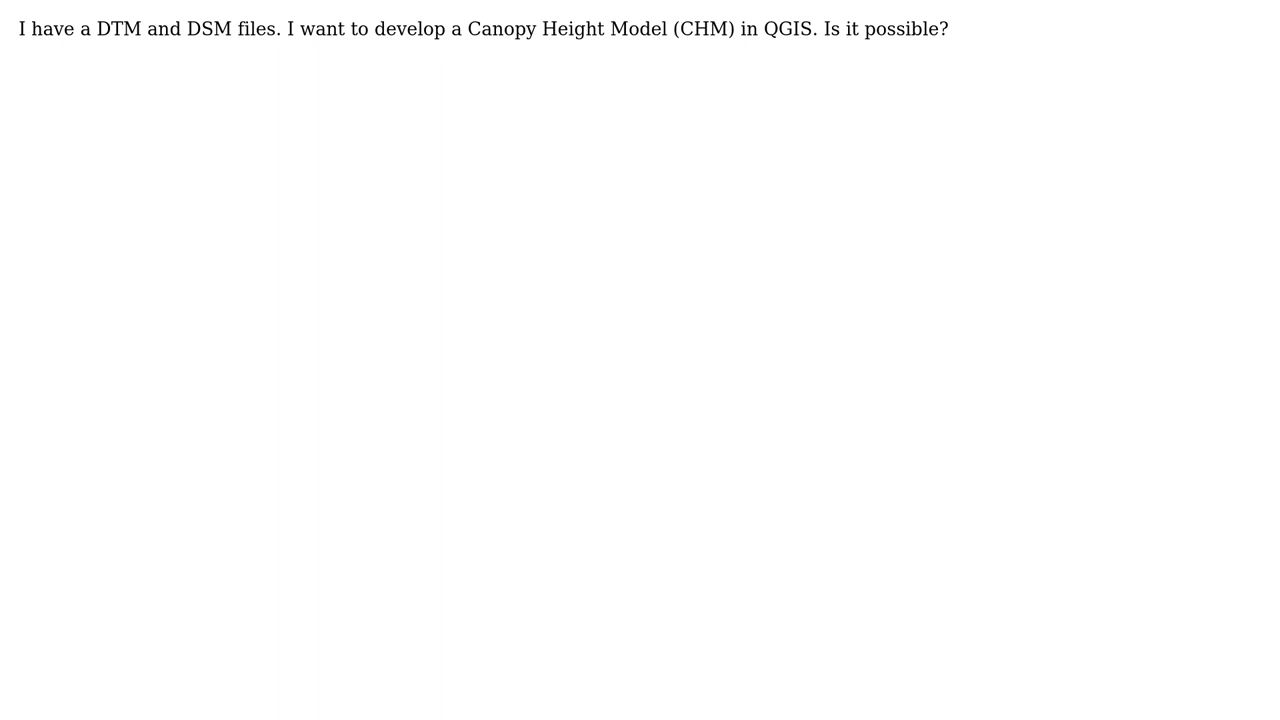 I have a DTM and DSM files. I want to develop a Canopy Height Model (CHM) in QGIS. Is it possible?